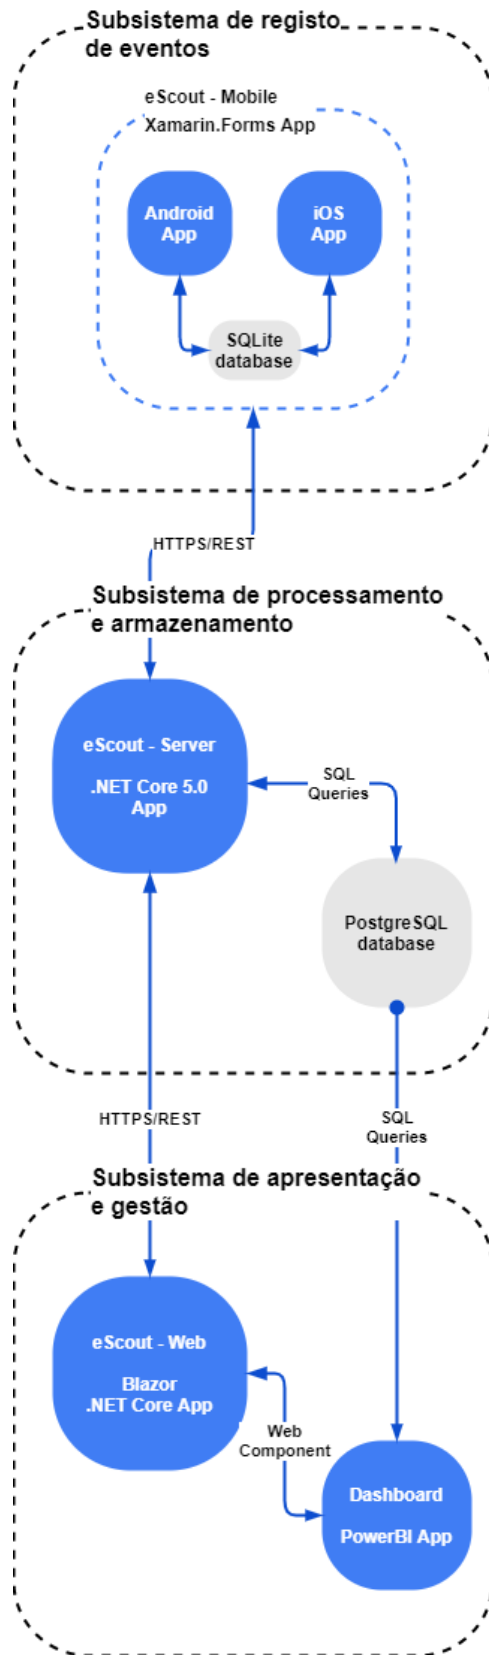 Subsistema de registo
de eventos
eScout - Mobile
Xamarin.Forms App
Android
App
iOS
App
SQLite
database
HTTPS/REST
Subsistema de processamento
e armazenamento
eScout - Server
.NET Core 5.0
App
SQL
Queries
PostgreSQL
database
HTTPS/REST
SQL
Queries
Subsistema de apresentação
e gestão
eScout - Web
Blazor
.NET Core App
Web
Component
Dashboard
PowerBI App